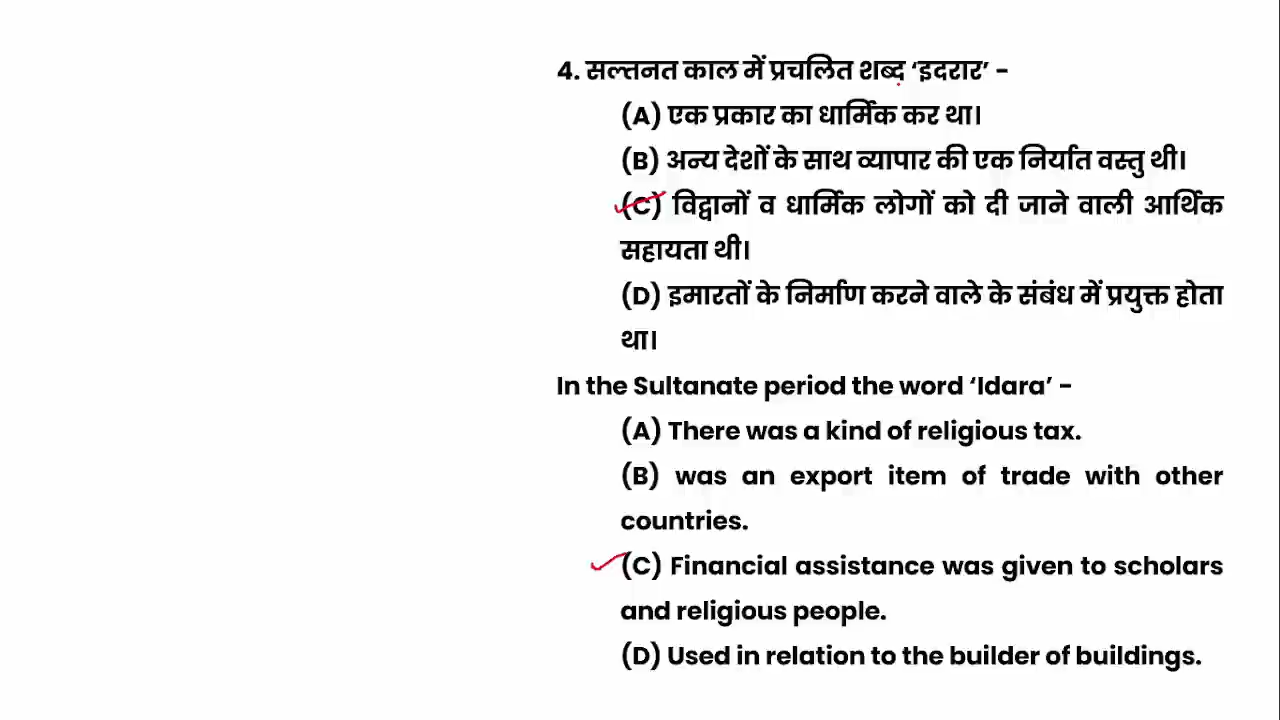 4. सल्तनत काल में प्रचलित शब्द ‘इदरार’ -
(A) एक प्रकार का धार्मिक कर था।
(B) अन्य देशों के साथ व्यापार की एक निर्यात वस्तु थी।
(C) विद्वानों व धार्मिक लोगों को दी जाने वाली आर्थिक
सहायता थी।
(D) इमारतों के निर्माण करने वाले के संबंध में प्रयुक्त होता
था।
In the Sultanate period the word ‘Idara’ -
(A) There was a kind of religious tax.
(B) was an export item of trade with other
countries.
(C) Financial assistance was given to scholars
and religious people.
(D) Used in relation to the builder of buildings.